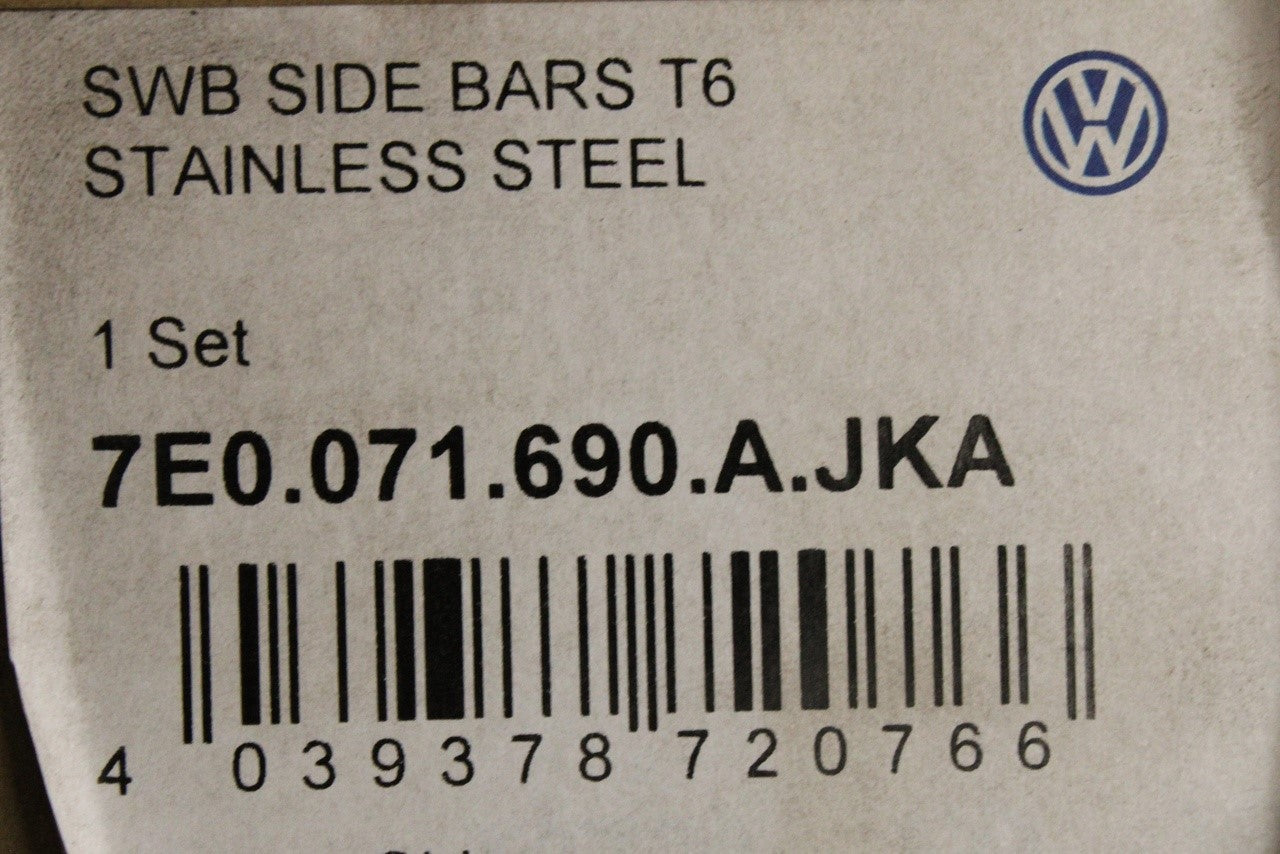 SWB SIDE BARS T6
STAINLESS STEEL
1 Set
7E0.071.690.A.JKA
4 039378 720766